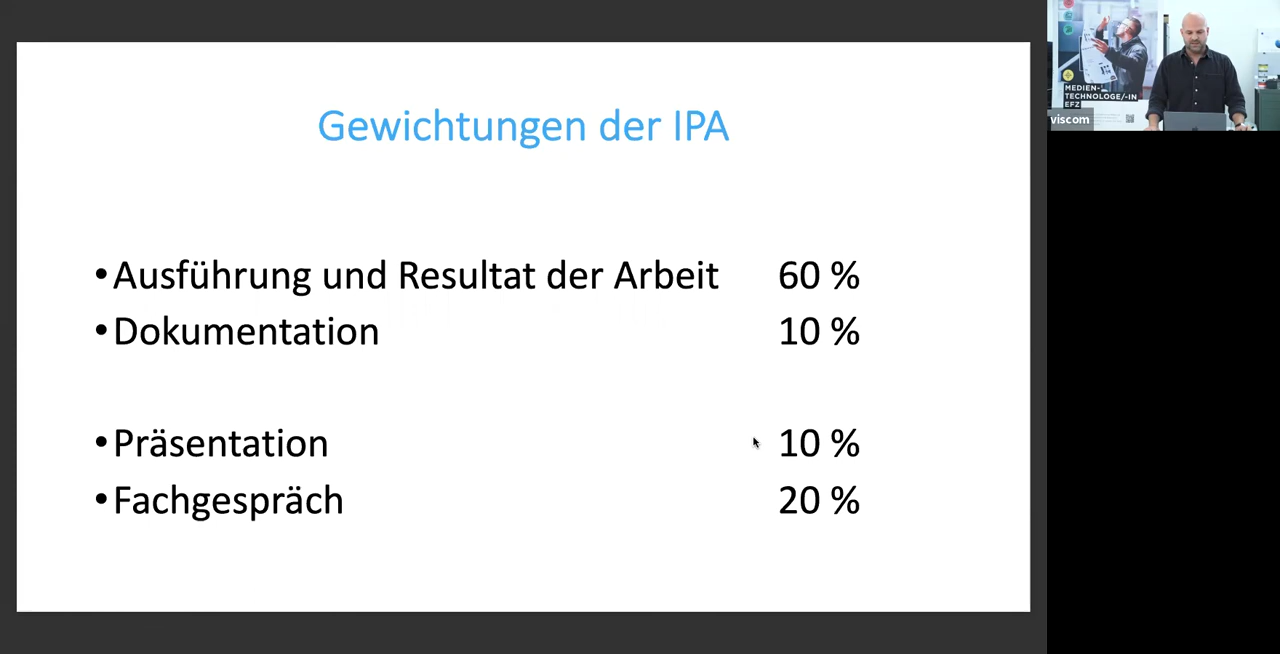 Gewichtungen der IPA
• Ausführung und Resultat der Arbeit 60 %
• Dokumentation 10 %
• Präsentation 10 %
• Fachgespräch 20 %
MEDIEN-
TECHNOLOGE/-IN
EFZ
viscom